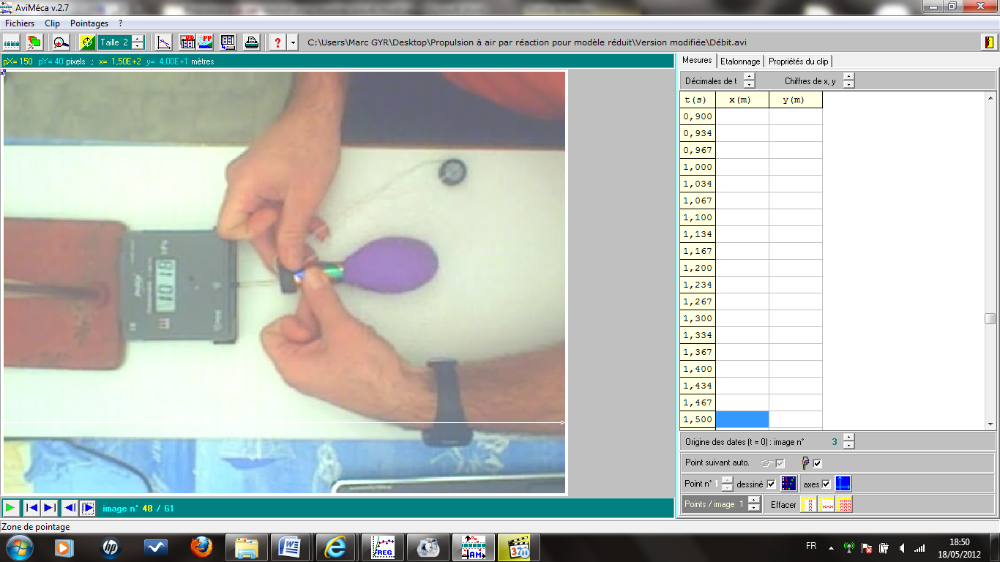 AviMéca v.2.7
Fichiers Clip Pointages ?
Taille 2 ? C:\Users\Marc GYR\Desktop\Propulsion à air par réaction pour modèle réduit\Version modifiée\Débit.avi
pX= 150 pY= 40 pixels ; x= 1,50E+2 y= 4,00E+1 mètres
Mesures Etalonnage Propriétés du clip
Décimales de t Chiffres de x, y
t(s) x(m) y(m)
0,900
0,934
0,967
1,000
1,034
1,067
1,100
1,134
1,167
1,200
1,234
1,267
1,300
1,334
1,367
1,400
1,434
1,467
1,500
1018
Origine des dates (t = 0) : image n° 3
Point suivant auto.
Point n° 1 dessiné axes
Points / image 1 Effacer
image n° 48 / 61
Zone de pointage
hp W REG AM 321 FR 18:50
18/05/2012